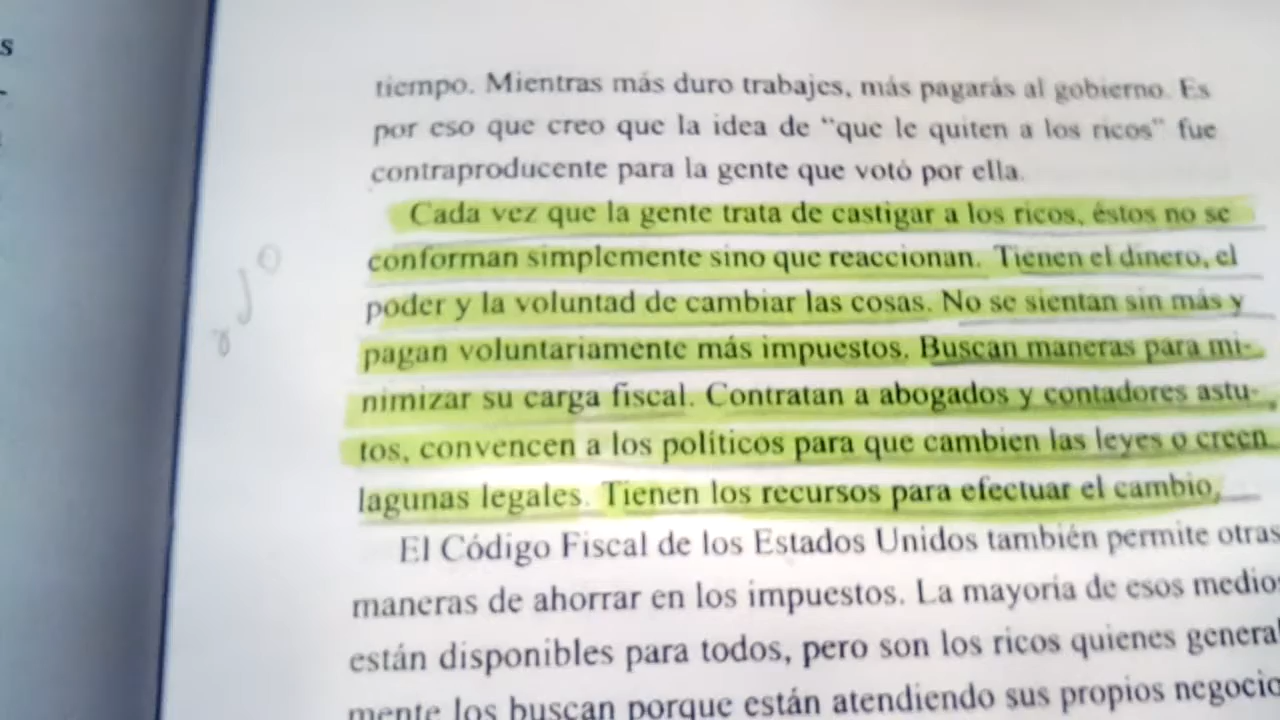 s
tiempo. Mientras más duro trabajes, más pagarás al gobierno. Es
por eso que creo que la idea de “que le quiten a los ricos” fue
contraproducente para la gente que votó por ella.
Cada vez que la gente trata de castigar a los ricos, éstos no se
conforman simplemente sino que reaccionan. Tienen el dinero, el
poder y la voluntad de cambiar las cosas. No se sientan sin más y
pagan voluntariamente más impuestos. Buscan maneras para mi-
nimizar su carga fiscal. Contratan a abogados y contadores astu-
tos, convencen a los políticos para que cambien las leyes o creen
lagunas legales. Tienen los recursos para efectuar el cambio.
El Código Fiscal de los Estados Unidos también permite otras
maneras de ahorrar en los impuestos. La mayoría de esos medios
están disponibles para todos, pero son los ricos quienes general
mente los buscan porque están atendiendo sus propios negocio